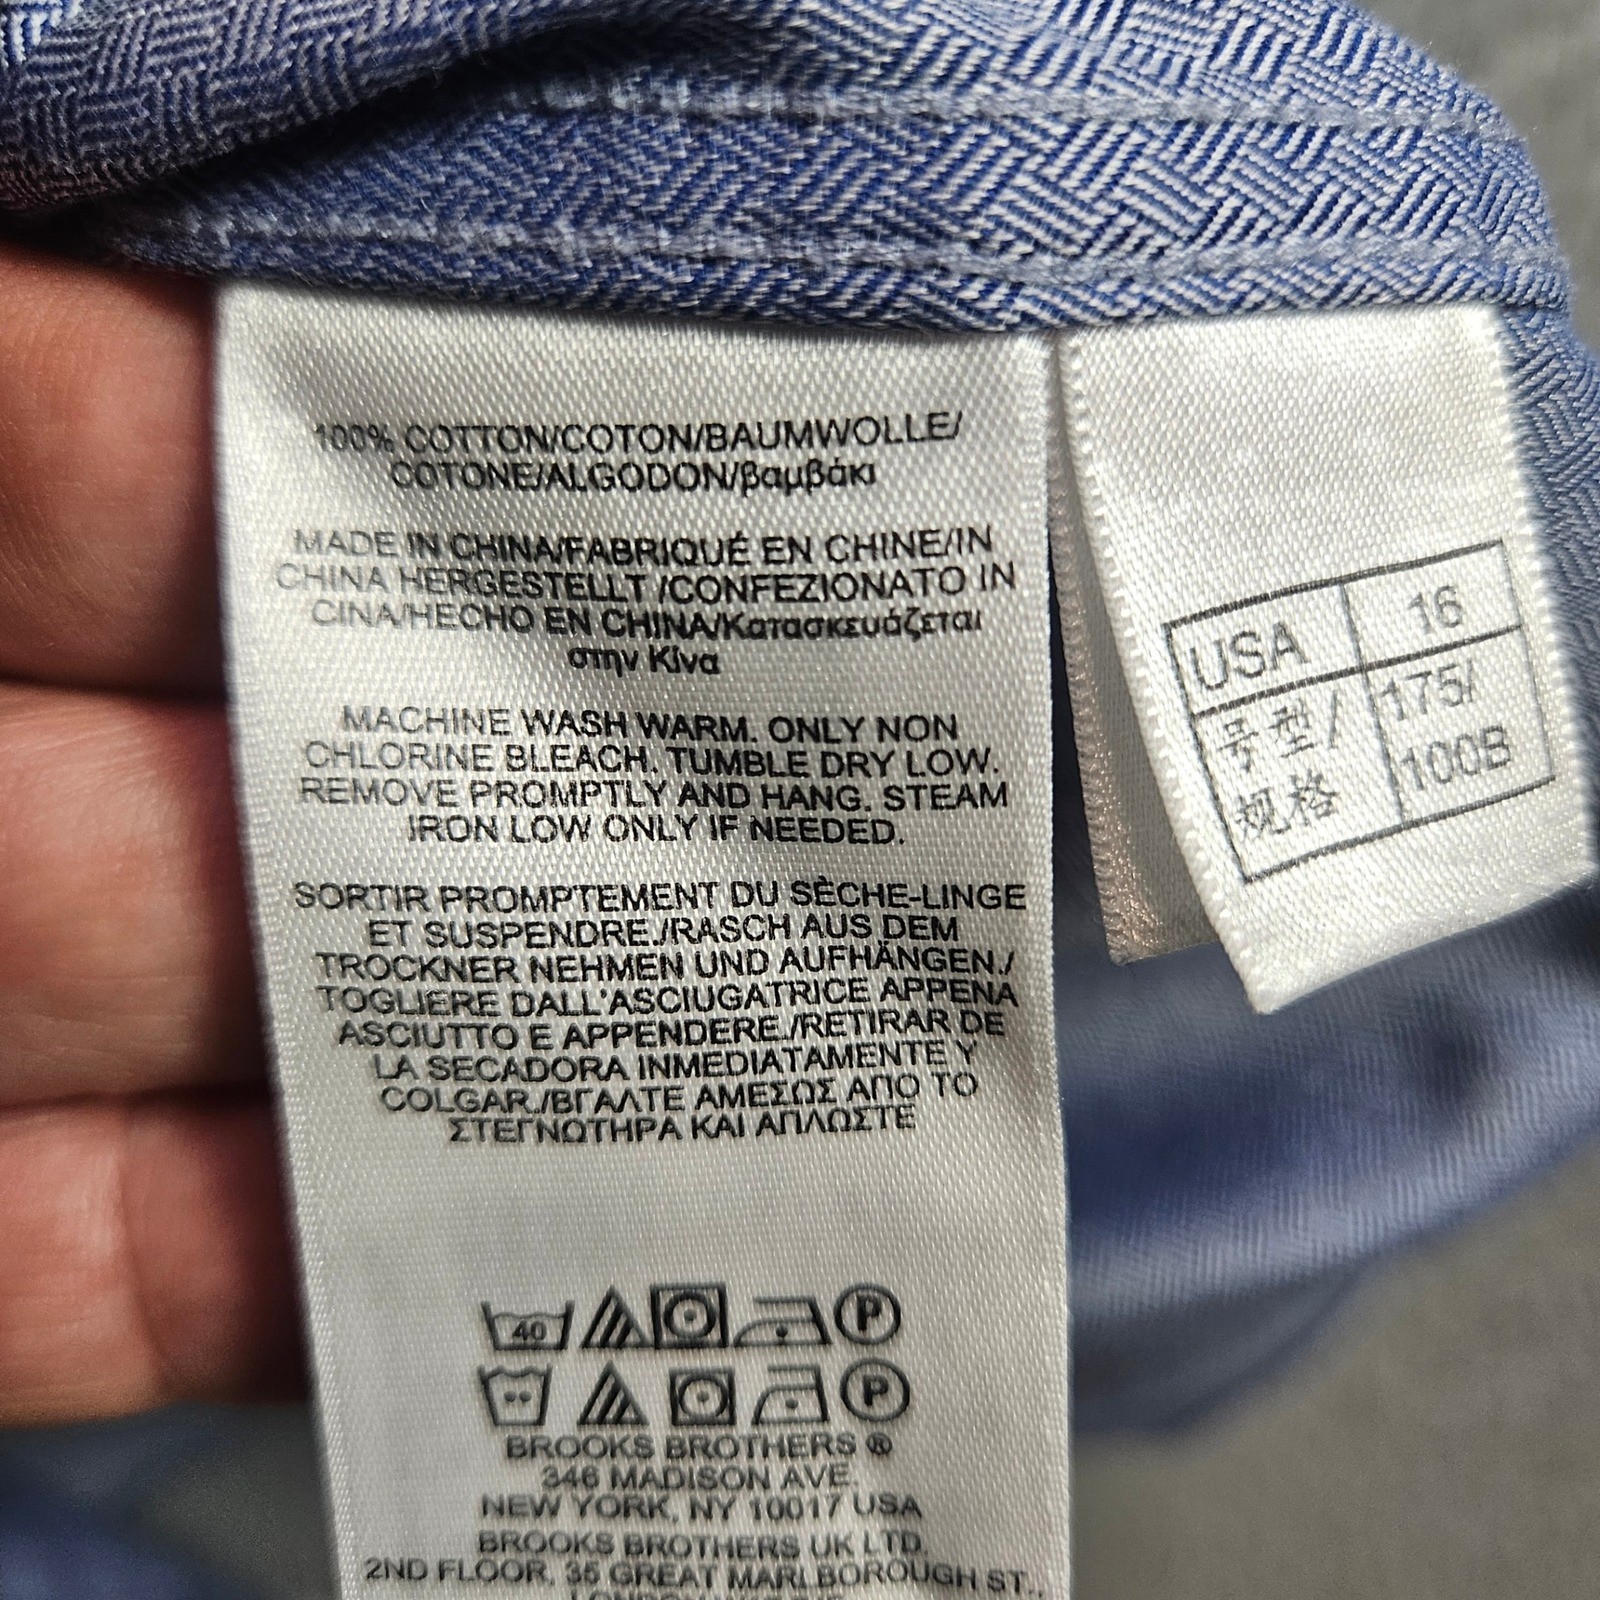 100% COTTON/COTON/BAUMWOLLE/
COTONE/ALGODON/βαμβάκι
MADE IN CHINA/FABRIQUÉ EN CHINE/IN
CHINA HERGESTELLT /CONFEZIONATO IN
CINA/HECHO EN CHINA/Κατασκευάζεται
στην Κίνα
MACHINE WASH WARM. ONLY NON
CHLORINE BLEACH. TUMBLE DRY LOW.
REMOVE PROMPTLY AND HANG. STEAM
IRON LOW ONLY IF NEEDED.
SORTIR PROMPTEMENT DU SÈCHE-LINGE
ET SUSPENDRE./RASCH AUS DEM
TROCKNER NEHMEN UND AUFHÄNGEN./
TOGLIERE DALL'ASCIUGATRICE APPENA
ASCIUTTO E APPENDERE./RETIRAR DE
LA SECADORA INMEDIATAMENTE Y
COLGAR./ΒΓΑΛΤΕ ΑΜΕΣΩΣ ΑΠΟ ΤΟ
ΣΤΕΓΝΩΤΗΡΑ ΚΑΙ ΑΠΛΩΣΤΕ
40 P
P
BROOKS BROTHERS ®
346 MADISON AVE.
NEW YORK, NY 10017 USA
BROOKS BROTHERS UK LTD.
2ND FLOOR, 35 GREAT MARLBOROUGH ST.,
USA 16
号型/ 175/
规格 100B